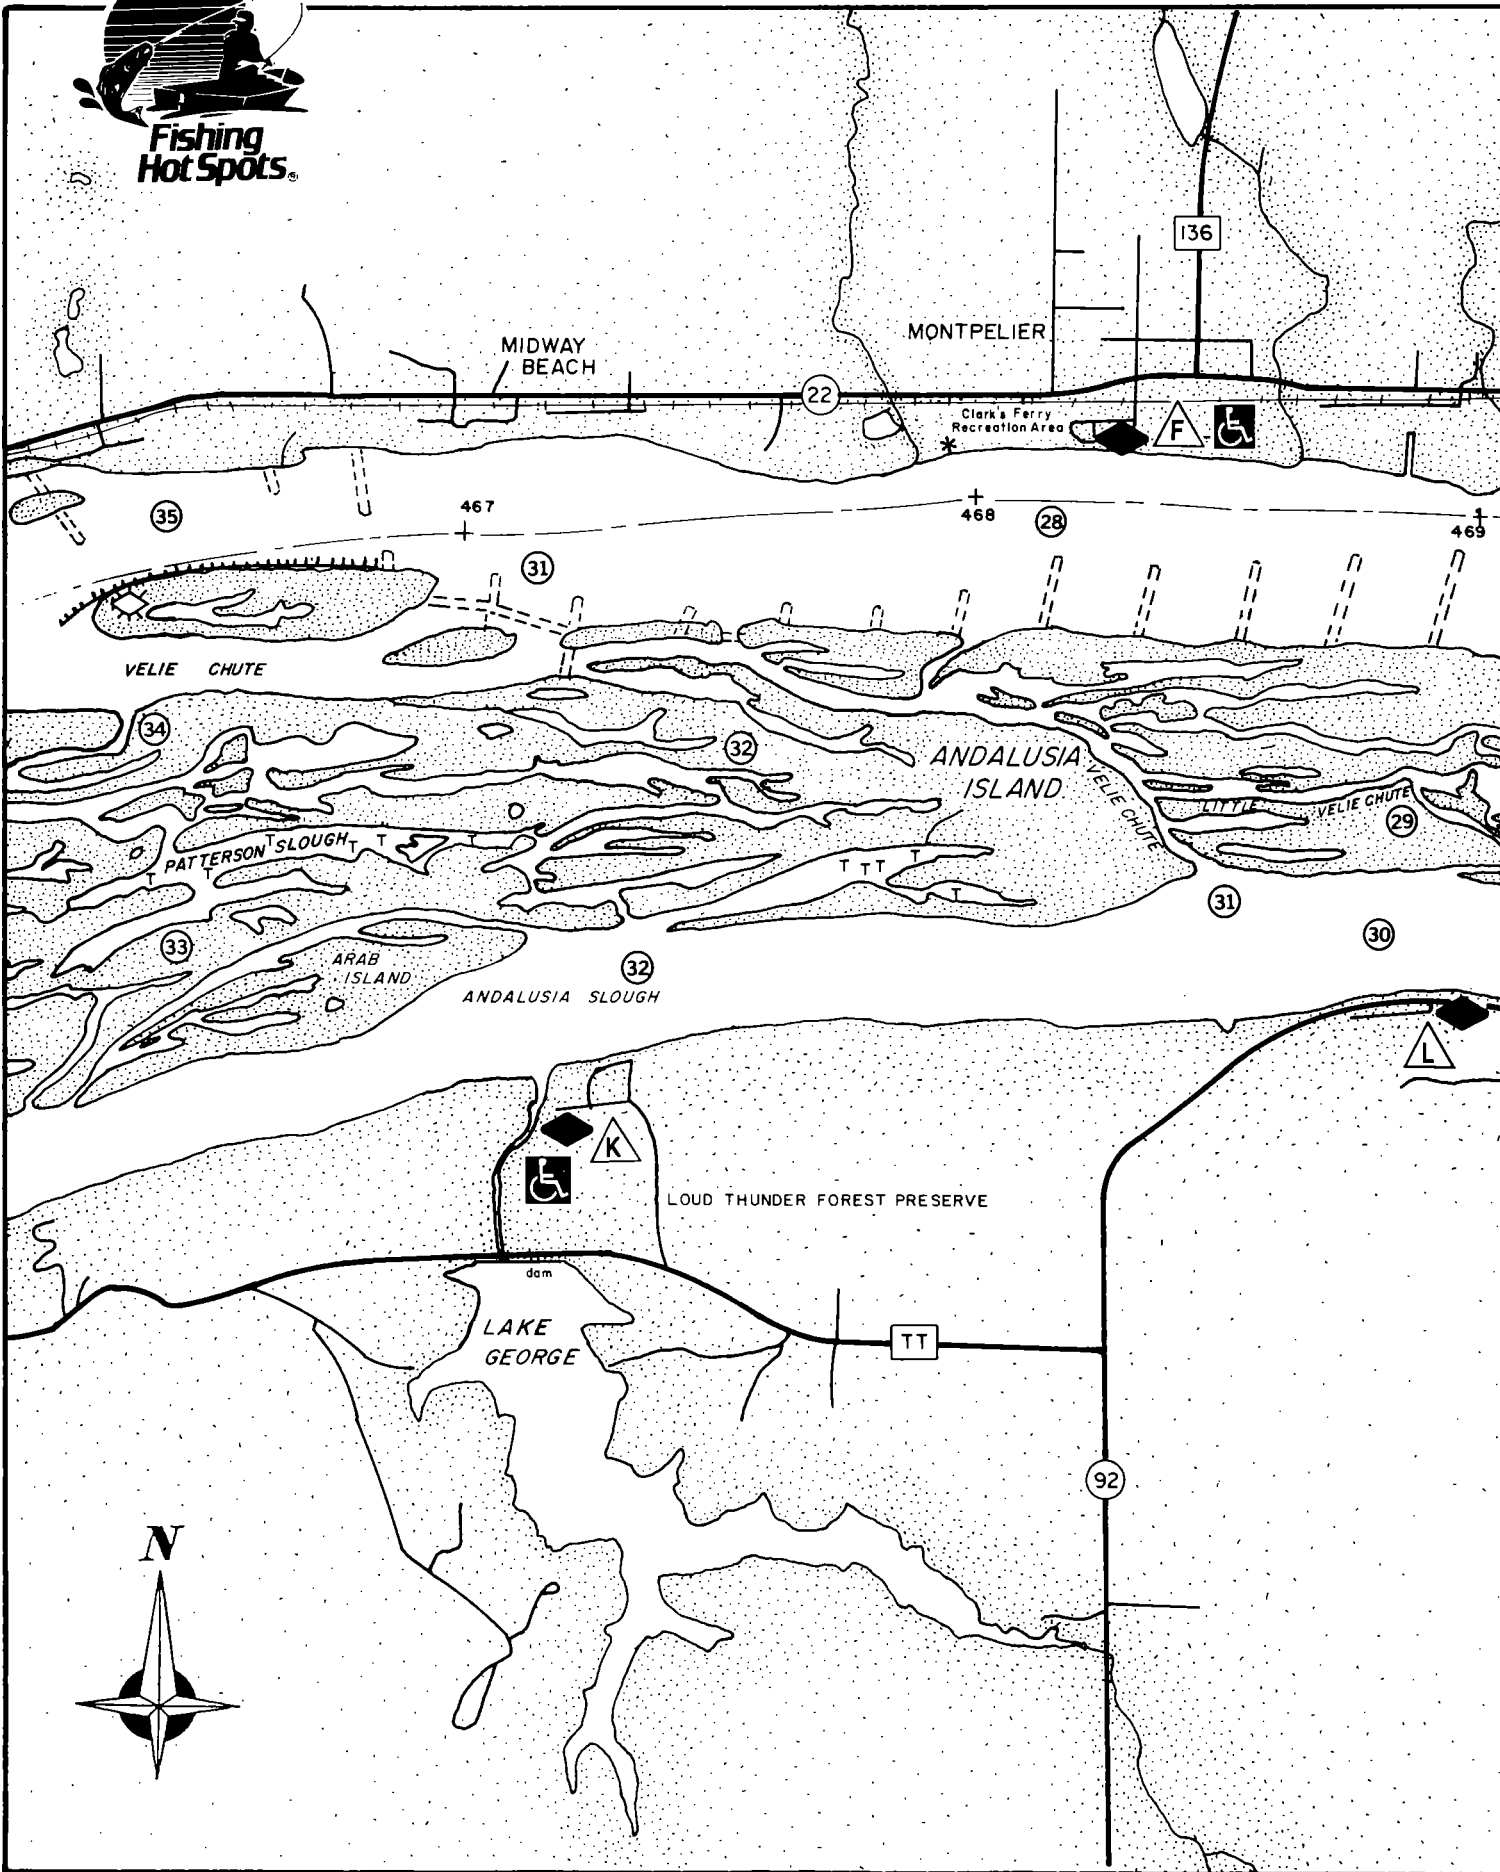 Fishing
Hot Spots®
136
MIDWAY
BEACH
MONTPELIER
22
Clark's Ferry
Recreation Area
F
35
467
468
28
469
31
VELIE CHUTE
34
32
ANDALUSIA
ISLAND
VELIE CHUTE
LITTLE VELIE CHUTE
29
PATTERSON SLOUGH
T
T
T
T
T
T
T
T T T
T
T
31
30
33
ARAB
ISLAND
32
ANDALUSIA SLOUGH
L
K
LOUD THUNDER FOREST PRESERVE
dam
LAKE
GEORGE
TT
92
N